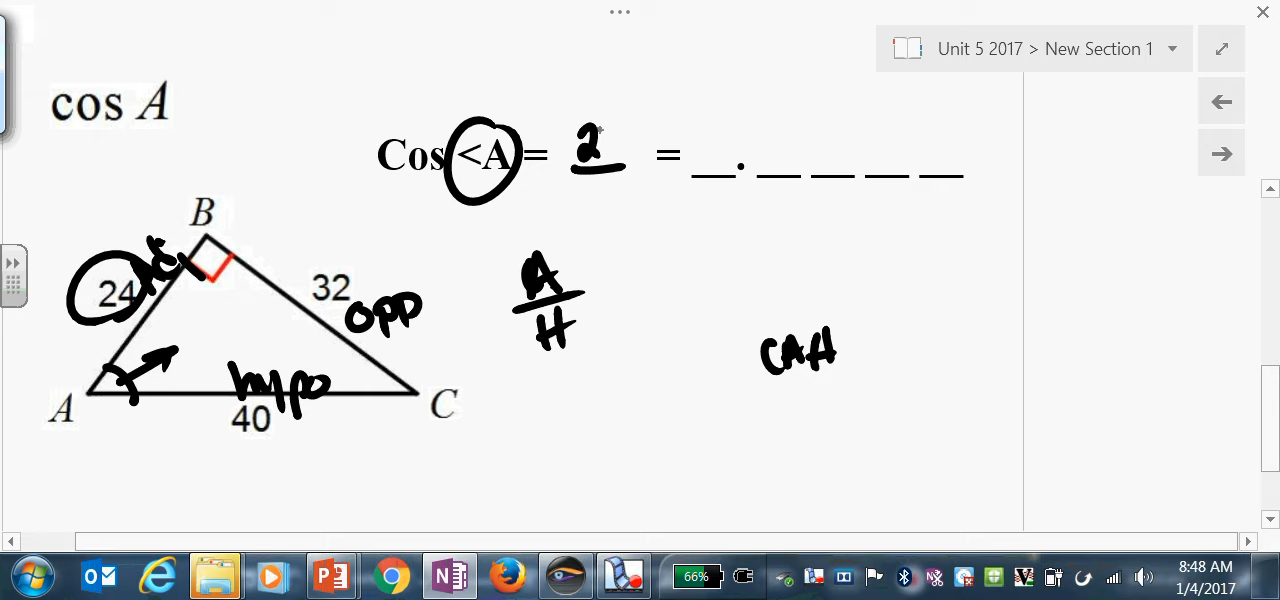 Unit 5 2017 > New Section 1
cos A
Cos <A = 2 = __.__ __ __ __
B
24
32
opp
A
H
CAH
hypo
A
C
40
66%
8:48 AM
1/4/2017